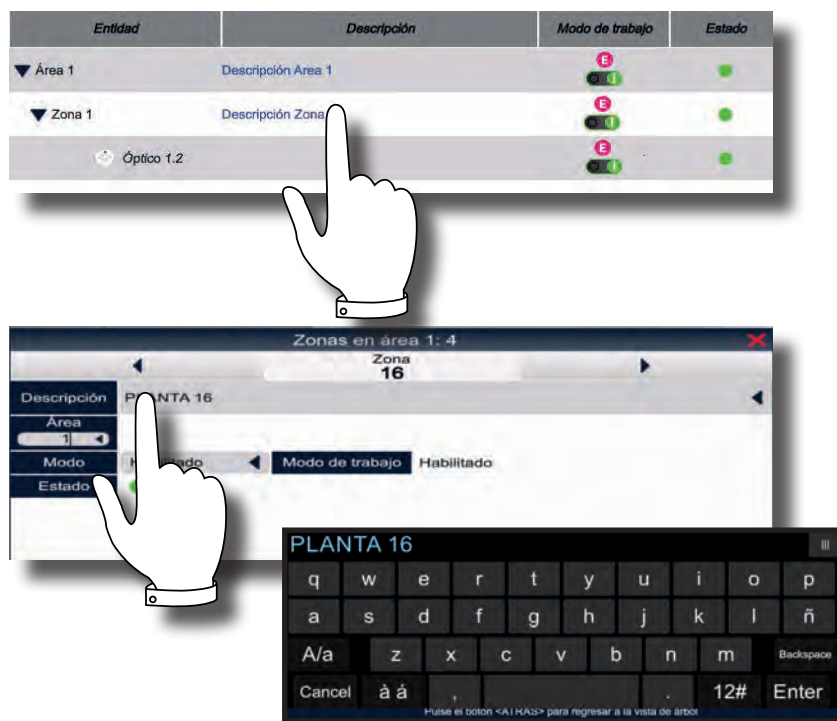 Entidad Descripción Modo de trabajo Estado
Área 1 Descripción Area 1 E
Zona 1 Descripción Zona E
Óptico 1.2 E
Zonas en área 1: 4
Zona
16
Descripción PLANTA 16
Área
1
Modo Habilitado Modo de trabajo Habilitado
Estado
PLANTA 16
q w e r t y u i o p
a s d f g h j k l ñ
A/a z x c v b n m Backspace
Cancel à á , . 12# Enter
Pulse el botón <ATRAS> para regresar a la vista de árbol